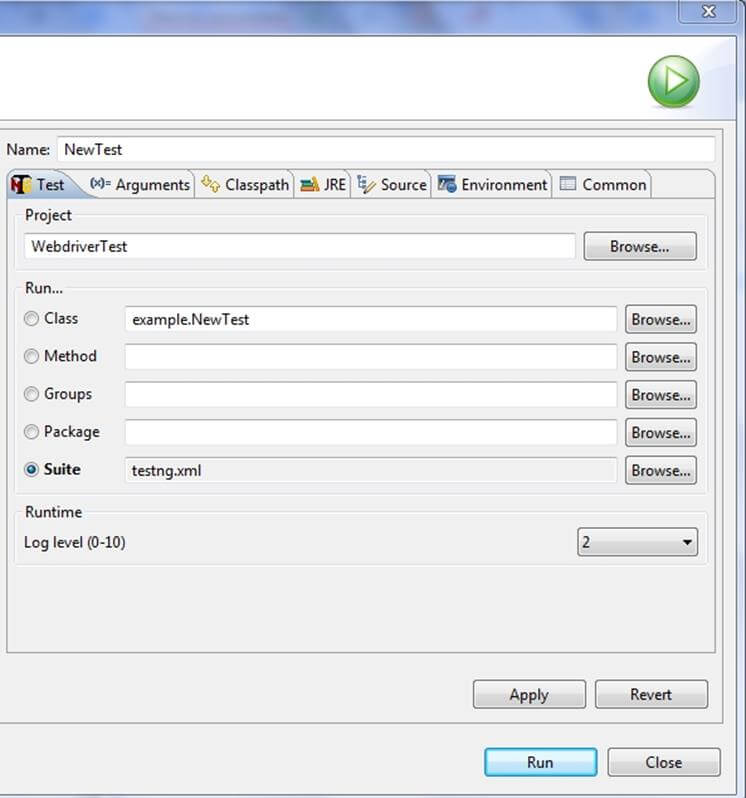 Name: NewTest
Test (x)= Arguments Classpath JRE Source Environment Common
Project
WebdriverTest Browse...
Run...
Class example.NewTest Browse...
Method Browse...
Groups Browse...
Package Browse...
Suite testng.xml Browse...
Runtime
Log level (0-10) 2
Apply Revert
Run Close